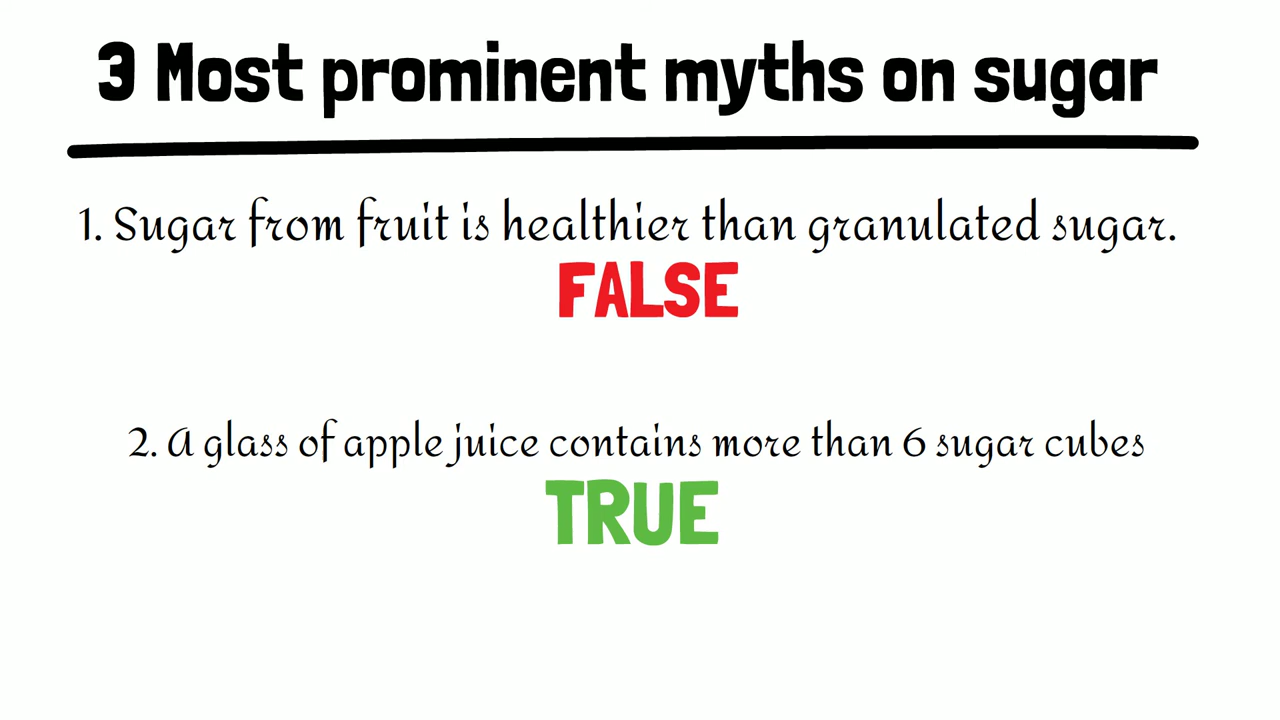 3 Most prominent myths on sugar
1. Sugar from fruit is healthier than granulated sugar.
FALSE
2. A glass of apple juice contains more than 6 sugar cubes
TRUE